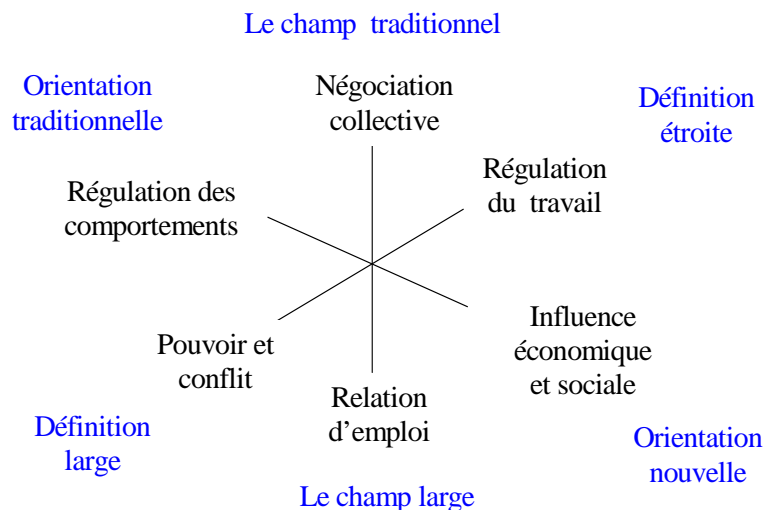 Le champ  traditionnel
Orientation
traditionnelle
Négociation
collective
Définition
étroite
Régulation des
comportements
Régulation
du  travail
Pouvoir et
conflit
Relation
d’emploi
Influence
économique
et sociale
Définition
large
Orientation
nouvelle
Le champ large